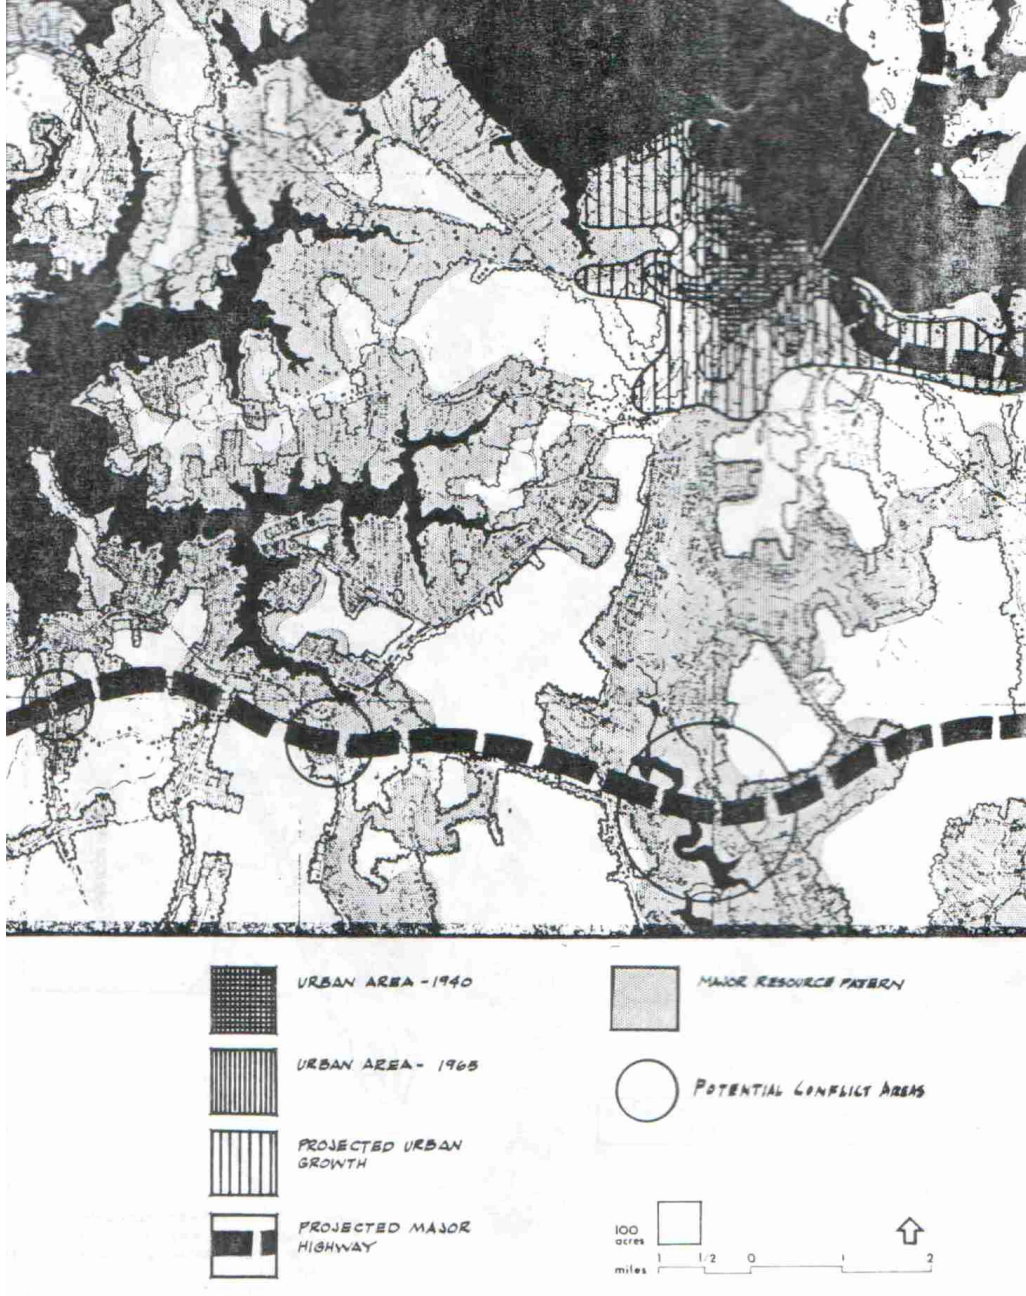 URBAN AREA - 1940
URBAN AREA - 1965
PROJECTED URBAN
GROWTH
PROJECTED MAJOR
HIGHWAY
MAJOR RESOURCE PATERN
POTENTIAL CONFLICT AREAS
100
acres
1 1/2 0 1 2
miles